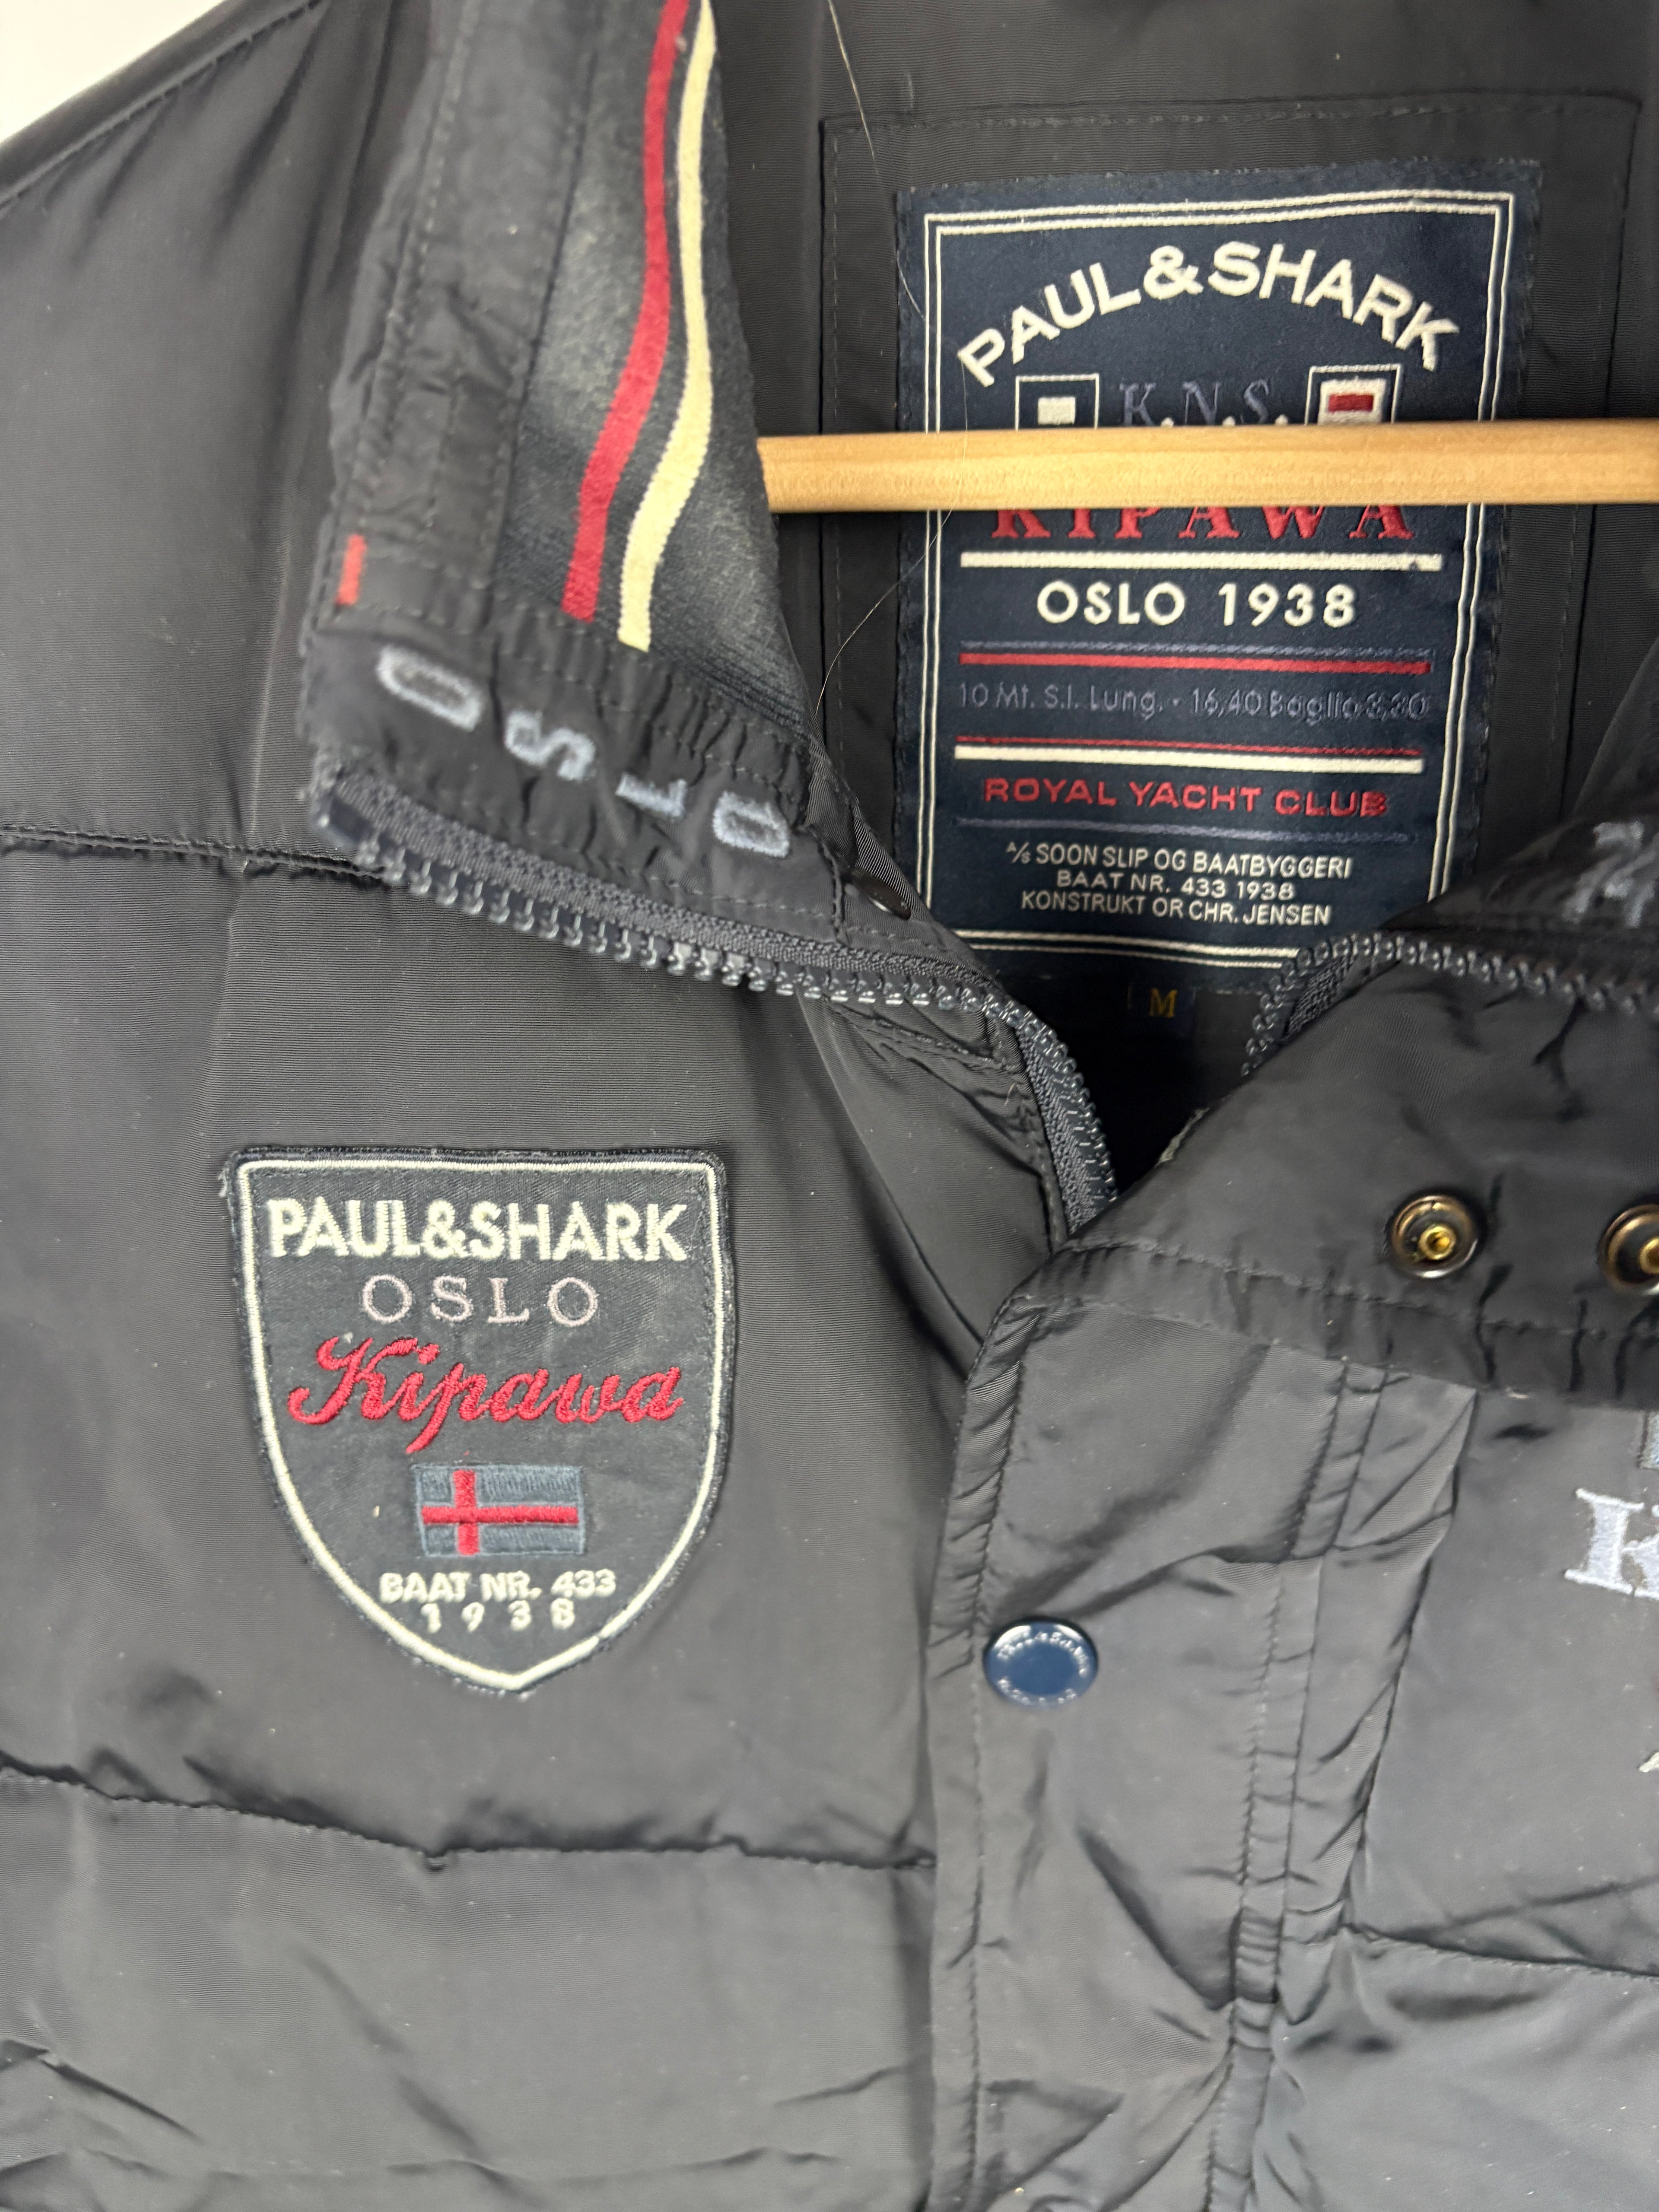 PAUL & SHARK
K.N.S.
KIPAWA
OSLO 1938
10 Mt. S.l. Lung. - 16,40 Baglio 3,30
ROYAL YACHT CLUB
A/S SOON SLIP OG BAATBYGGERI
BAAT NR. 433 1938
KONSTRUKT OR CHR. JENSEN
M
OSLO
PAUL&SHARK
OSLO
Kipawa
BAAT NR. 433
1938